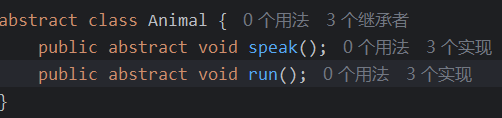 abstract class Animal { 0 个用法 3 个继承者
public abstract void speak(); 0 个用法 3 个实现
public abstract void run(); 0 个用法 3 个实现
}